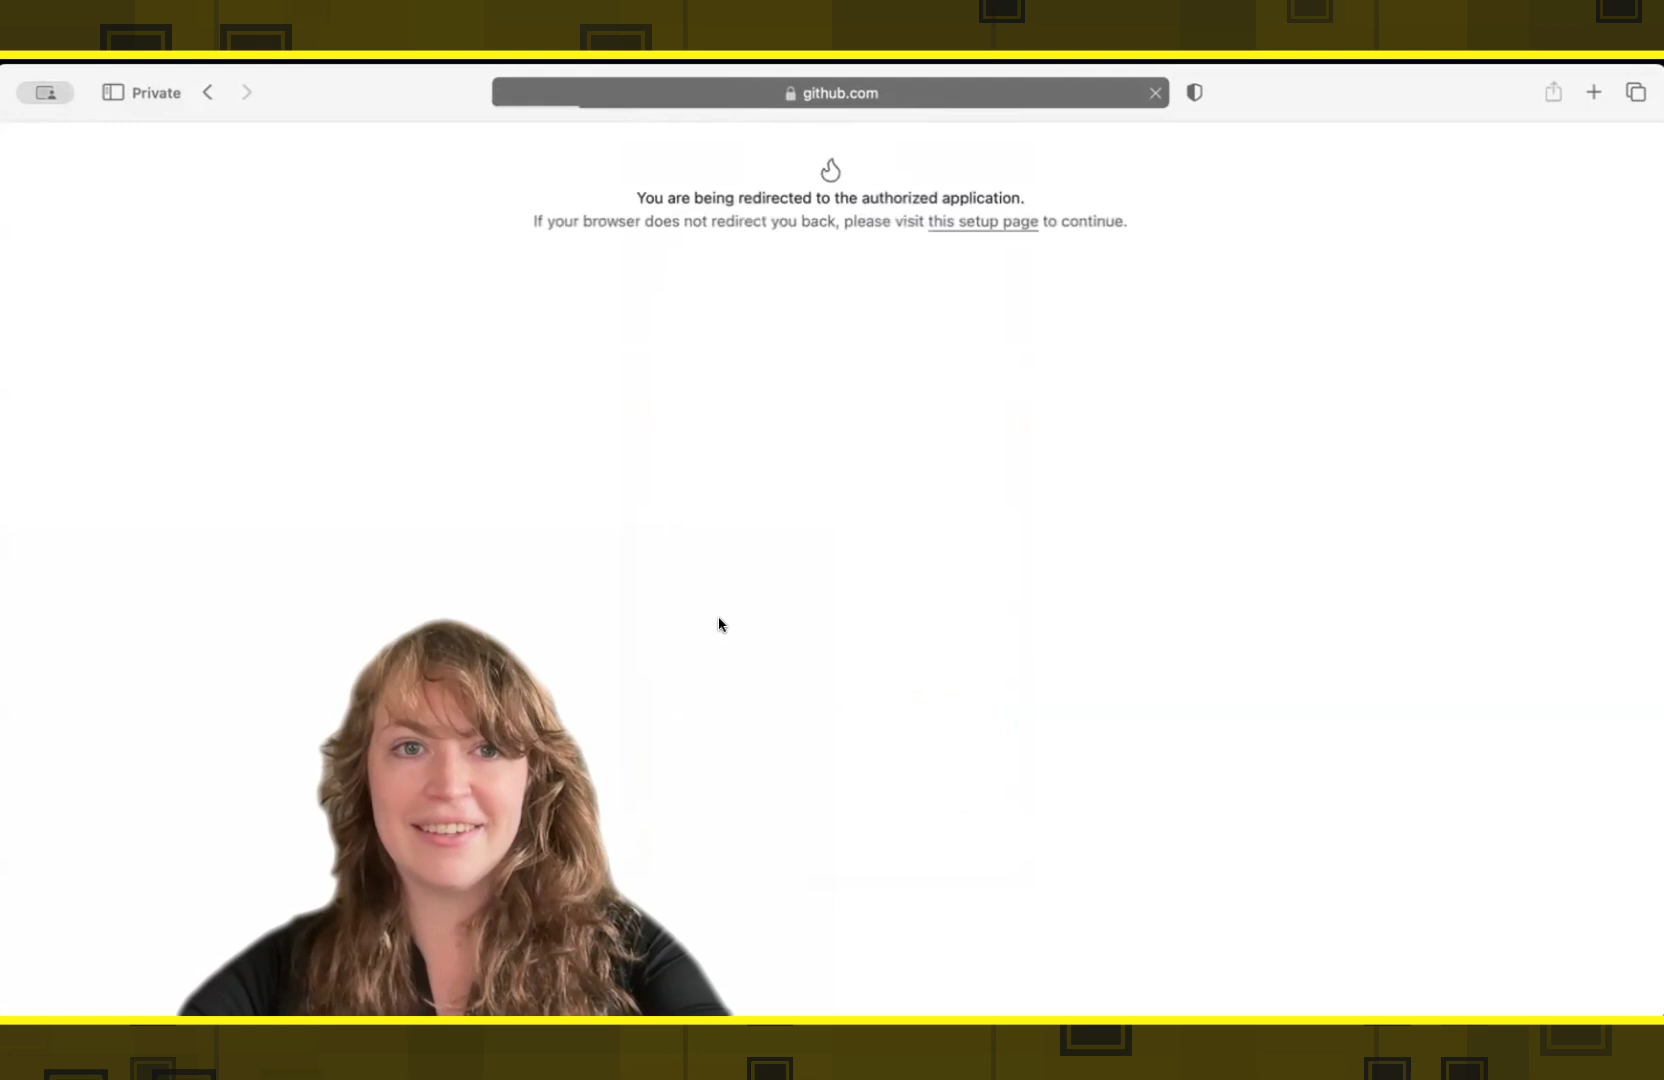 Private
github.com
You are being redirected to the authorized application.
If your browser does not redirect you back, please visit this setup page to continue.